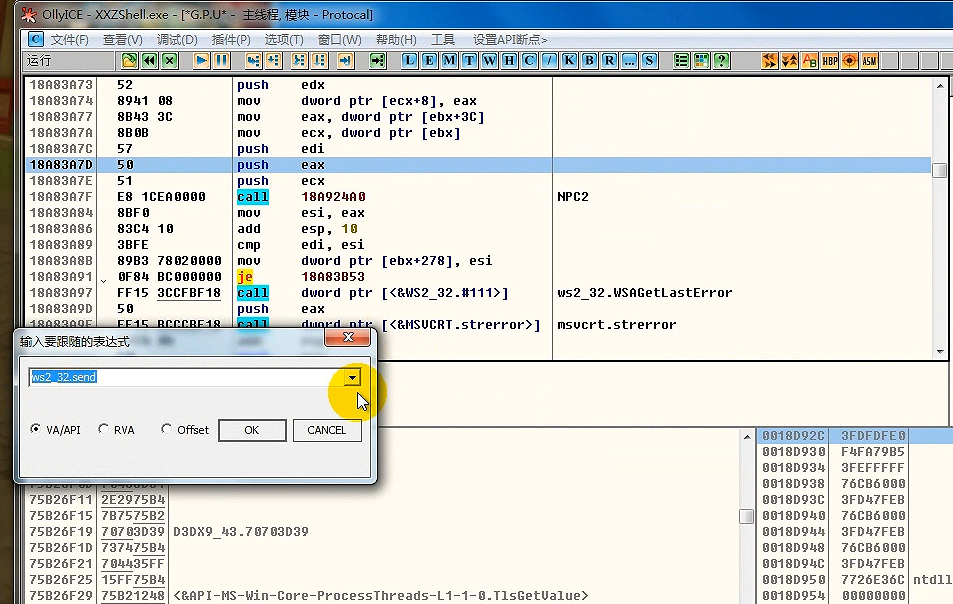 OllyICE - XXZShell.exe - [*G.P.U* - 主线程, 模块 - Protocal]
C 文件(F) 查看(V) 调试(D) 插件(P) 选项(T) 窗口(W) 帮助(H) 工具 设置API断点>
运行 L E M T W H C / K B R ... S ? HBP ASM
18A83A73 52 push edx
18A83A74 8941 08 mov dword ptr [ecx+8], eax
18A83A77 8B43 3C mov eax, dword ptr [ebx+3C]
18A83A7A 8B0B mov ecx, dword ptr [ebx]
18A83A7C 57 push edi
18A83A7D 50 push eax
18A83A7E 51 push ecx
18A83A7F E8 1CEA0000 call 18A924A0 NPC2
18A83A84 8BF0 mov esi, eax
18A83A86 83C4 10 add esp, 10
18A83A89 3BFE cmp edi, esi
18A83A8B 89B3 78020000 mov dword ptr [ebx+278], esi
18A83A91 0F84 BC000000 je 18A83B53
18A83A97 FF15 3CCFBF18 call dword ptr [<&WS2_32.#111>] ws2_32.WSAGetLastError
18A83A9D 50 push eax
18A83A9E FF15 BCCCBF18 call dword ptr [<&MSVCRT.strerror>] msvcrt.strerror
输入要跟随的表达式
ws2_32.send
VA/API RVA Offset OK CANCEL
75B26F11 2E2975B4
75B26F15 7B7575B2
75B26F19 70703D39 D3DX9_43.70703D39
75B26F1D 737475B4
75B26F21 704435FF
75B26F25 15FF75B4
75B26F29 75B21248 <&API-MS-Win-Core-ProcessThreads-L1-1-0.TlsGetValue>
0018D92C 3FDFDFE0
0018D930 F4FA79B5
0018D934 3FEFFFFF
0018D938 76CB6000
0018D93C 3FD47FEB
0018D940 76CB6000
0018D944 3FD47FEB
0018D948 76CB6000
0018D94C 3FD47FEB
0018D950 7726E36C ntdll
0018D954 00000000